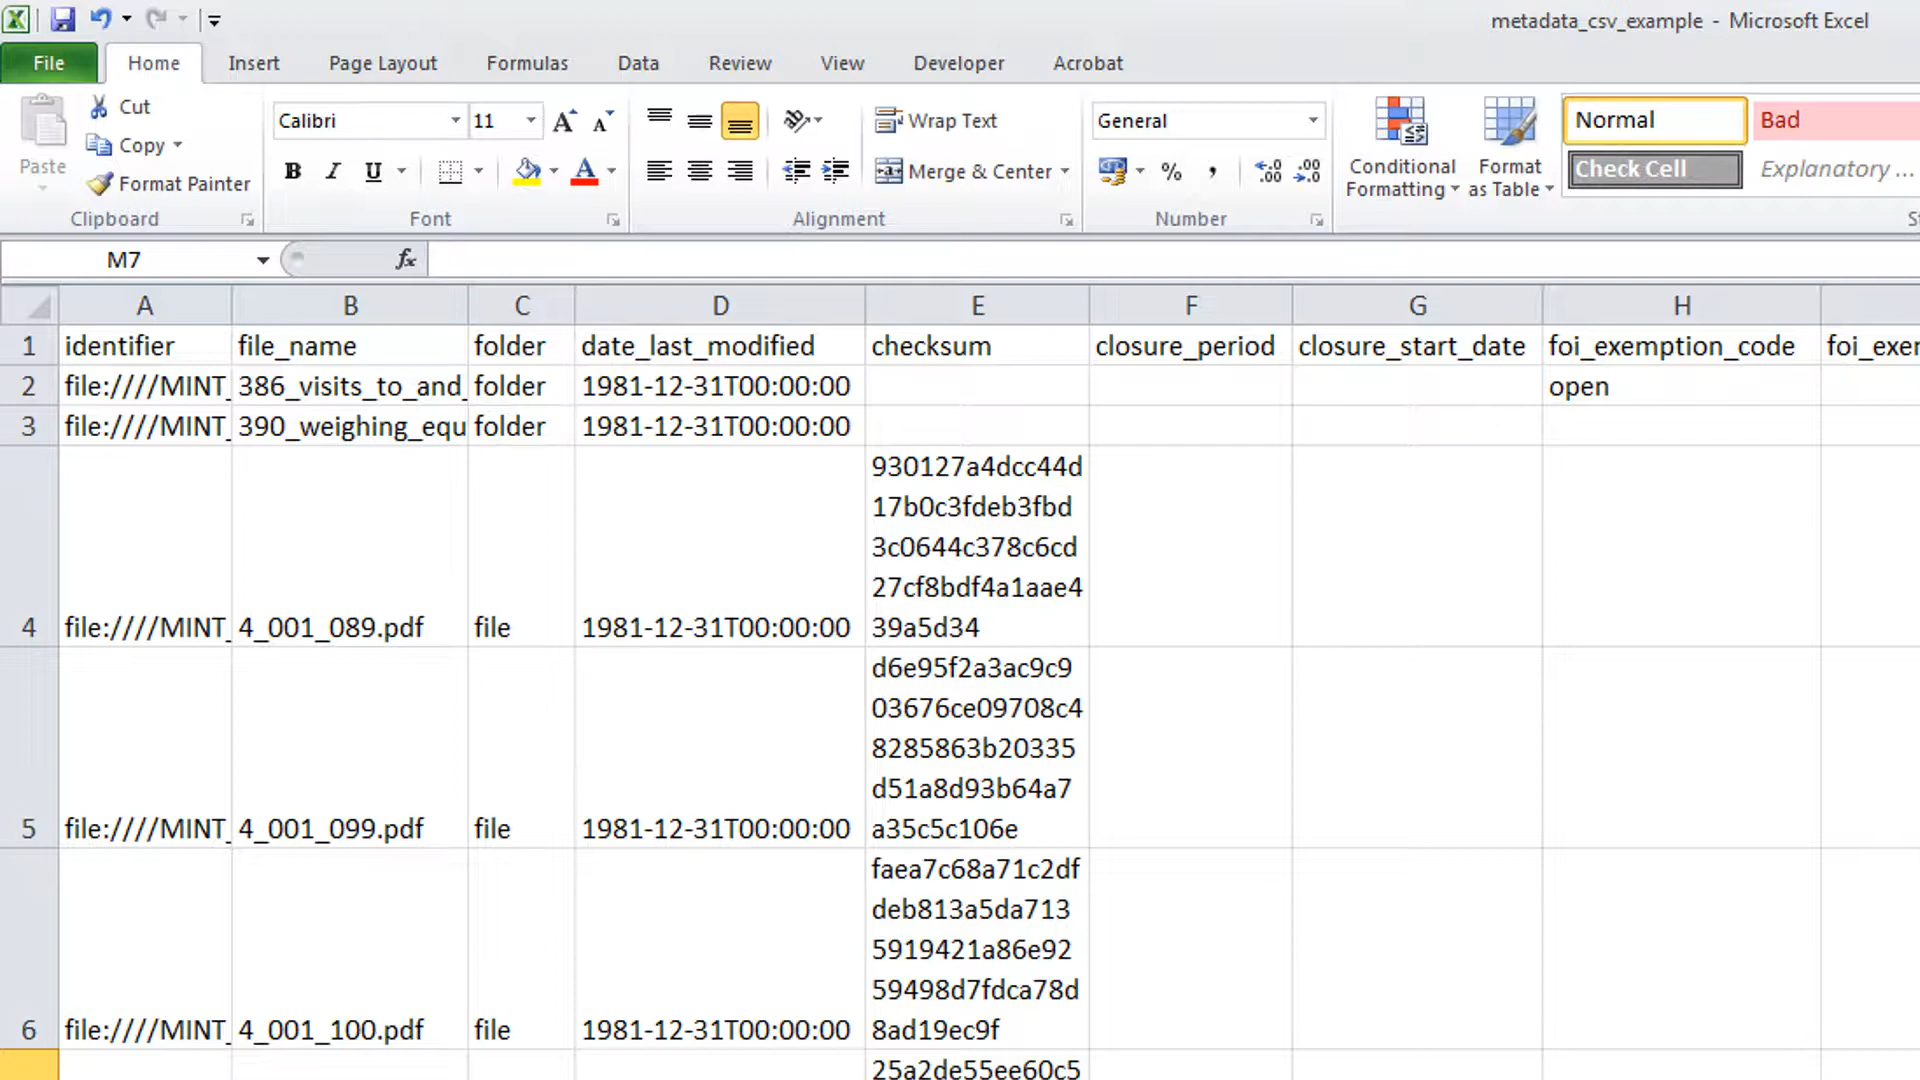 metadata_csv_example - Microsoft Excel
File Home Insert Page Layout Formulas Data Review View Developer Acrobat
Paste
Cut
Copy
Format Painter
Clipboard
Calibri 11
B I U
Font
Wrap Text
Merge & Center
Alignment
General
% ,
Number
Conditional Formatting
Format as Table
Normal Bad
Check Cell Explanatory ...
M7 fx
A B C D E F G H
1 identifier file_name folder date_last_modified checksum closure_period closure_start_date foi_exemption_code foi_exer
2 file:////MINT_ 386_visits_to_and_ folder 1981-12-31T00:00:00 open
3 file:////MINT_ 390_weighing_equ folder 1981-12-31T00:00:00
930127a4dcc44d
17b0c3fdeb3fbd
3c0644c378c6cd
27cf8bdf4a1aae4
4 file:////MINT_ 4_001_089.pdf file 1981-12-31T00:00:00 39a5d34
d6e95f2a3ac9c9
03676ce09708c4
8285863b20335
d51a8d93b64a7
5 file:////MINT_ 4_001_099.pdf file 1981-12-31T00:00:00 a35c5c106e
faea7c68a71c2df
deb813a5da713
5919421a86e92
59498d7fdca78d
6 file:////MINT_ 4_001_100.pdf file 1981-12-31T00:00:00 8ad19ec9f
25a2de55ee60c5